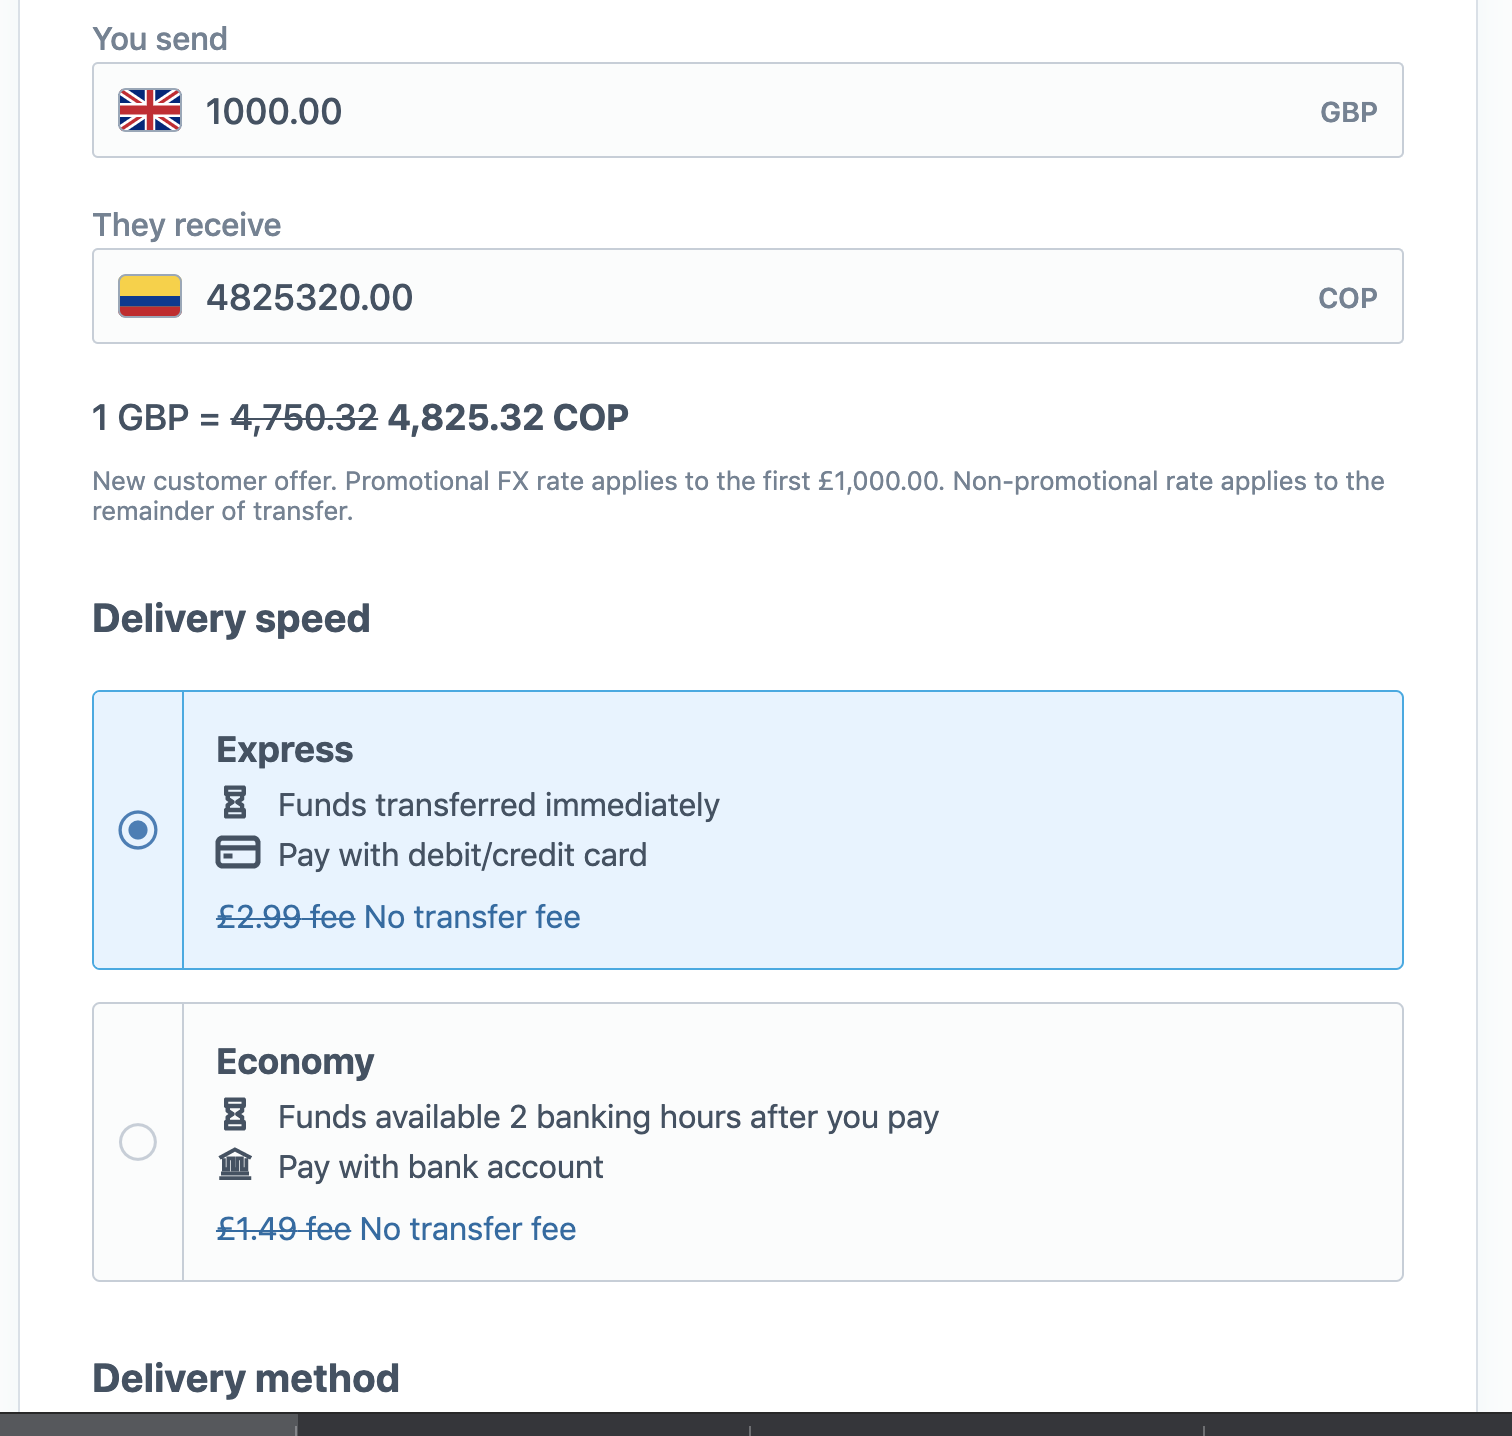 You send
1000.00 GBP
They receive
4825320.00 COP
1 GBP = 4,750.32 4,825.32 COP
New customer offer. Promotional FX rate applies to the first £1,000.00. Non-promotional rate applies to the
remainder of transfer.
Delivery speed
Express
Funds transferred immediately
Pay with debit/credit card
£2.99 fee No transfer fee
Economy
Funds available 2 banking hours after you pay
Pay with bank account
£1.49 fee No transfer fee
Delivery method